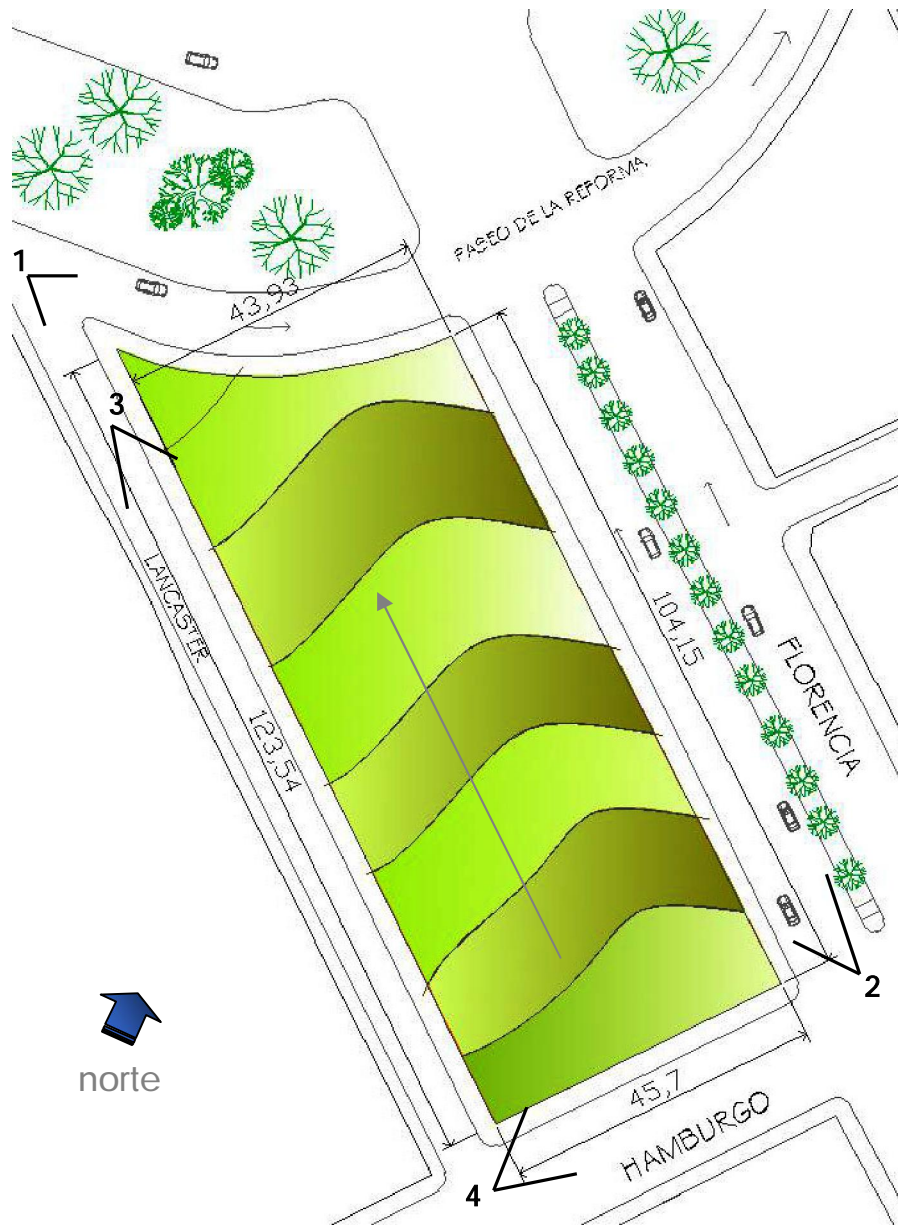 PASEO DE LA REFORMA
1
43,93
3
LANCASTER
104,15
FLORENCIA
123,54
2
norte
45,7
HAMBURGO
4